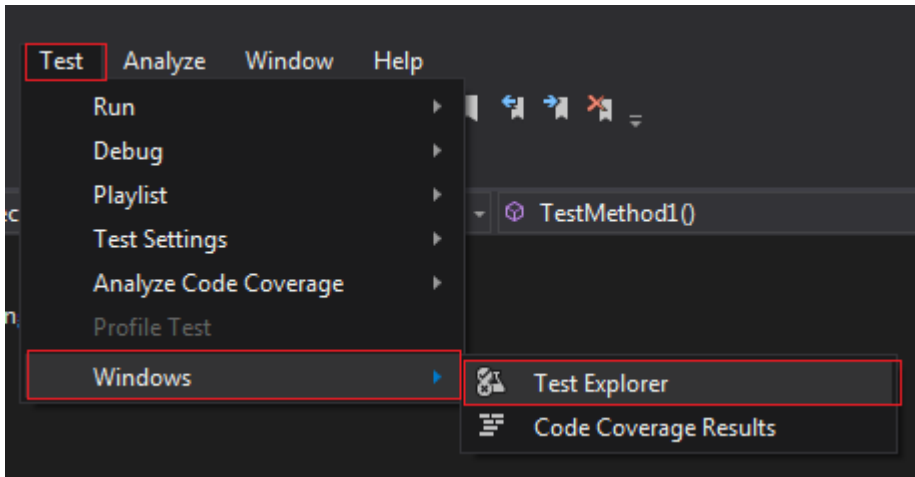 Test Analyze Window Help
Run
Debug
Playlist
TestMethod1()
Test Settings
Analyze Code Coverage
Profile Test
Windows
Test Explorer
Code Coverage Results